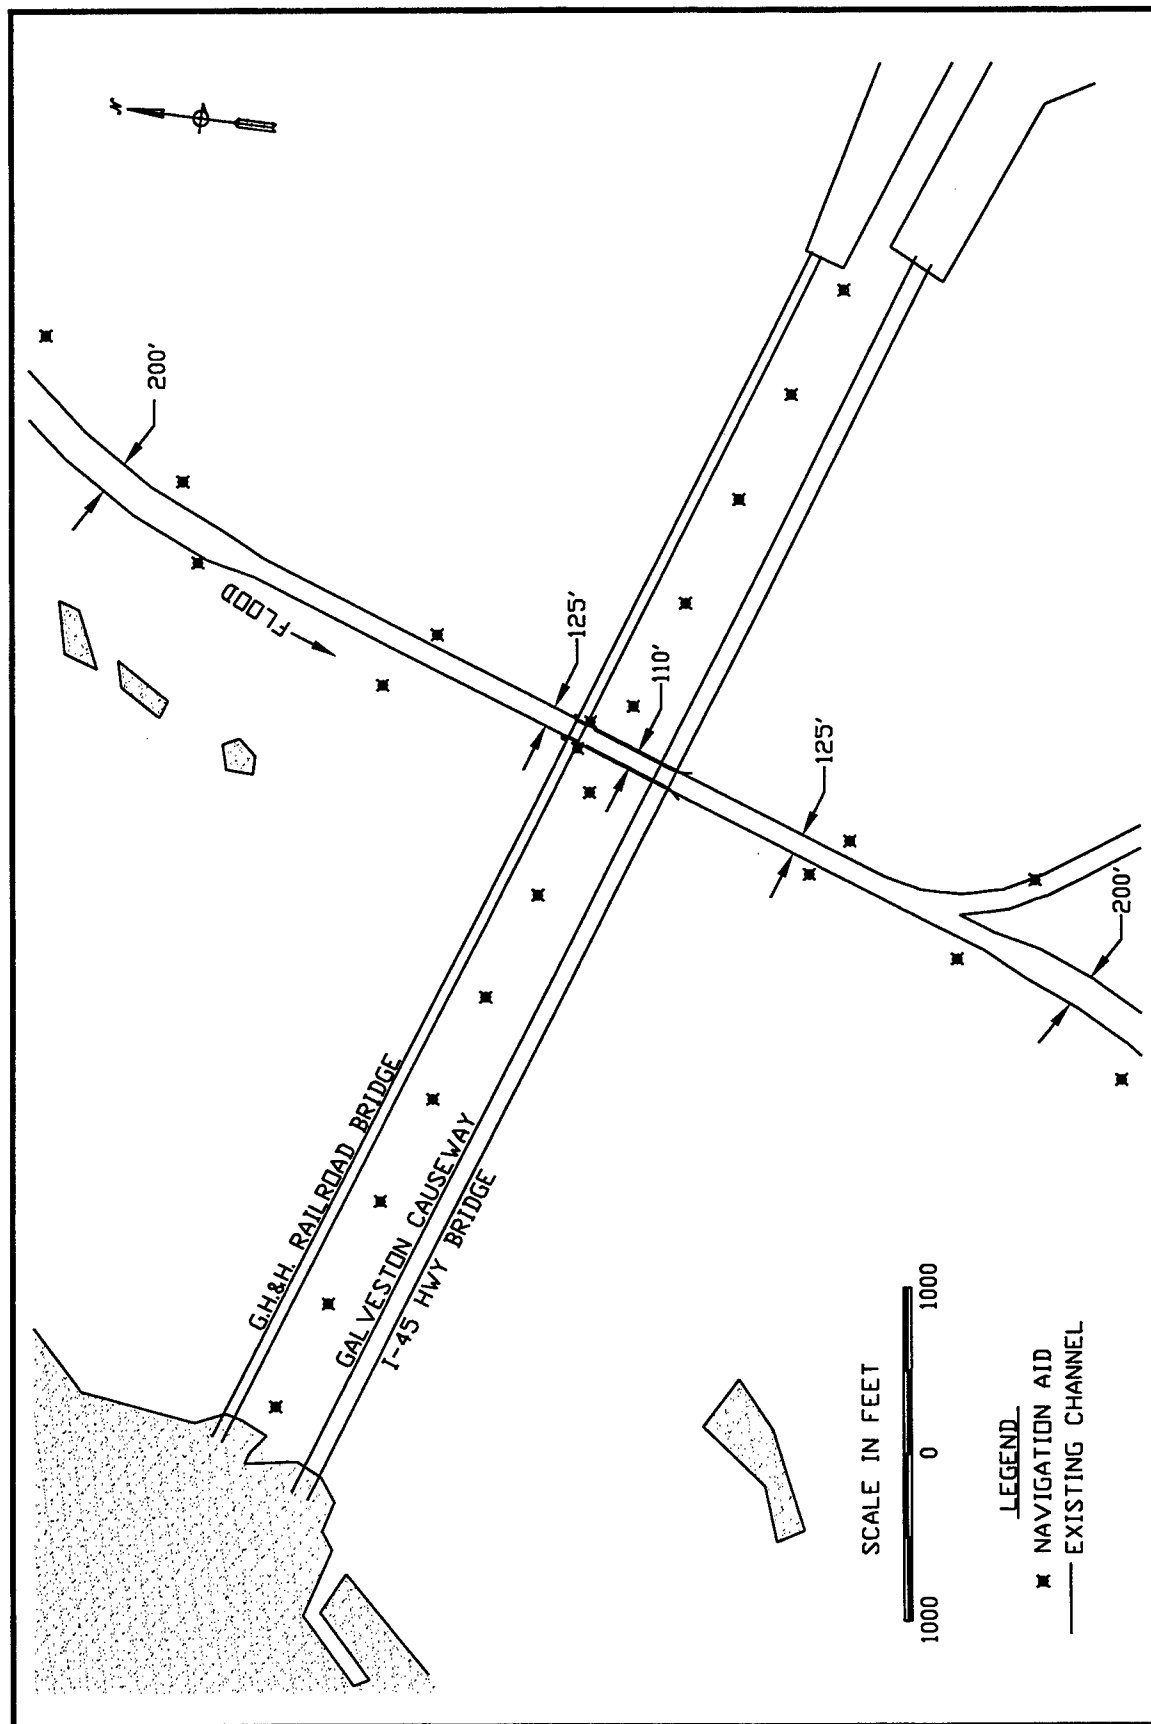 N
200'
FLOOD
125'
110'
125'
200'
G.H.&H. RAILROAD BRIDGE
GALVESTON CAUSEWAY
I-45 HWY BRIDGE
SCALE IN FEET
1000 0 1000
LEGEND
NAVIGATION AID
EXISTING CHANNEL